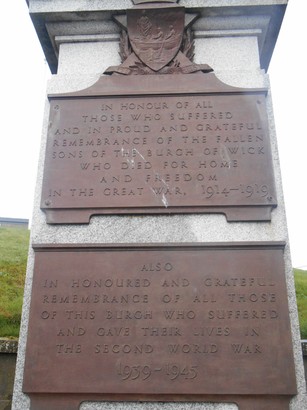 IN HONOUR OF ALL
THOSE WHO SUFFERED
AND IN PROUD AND GRATEFUL
REMEMBRANCE OF THE FALLEN
SONS OF THE BURGH OF WICK
WHO DIED FOR HOME
AND FREEDOM
IN THE GREAT WAR, 1914-1919
ALSO
IN HONOURED AND GRATEFUL
REMEMBRANCE OF ALL THOSE
OF THIS BURGH WHO SUFFERED
AND GAVE THEIR LIVES IN
THE SECOND WORLD WAR
1939-1945